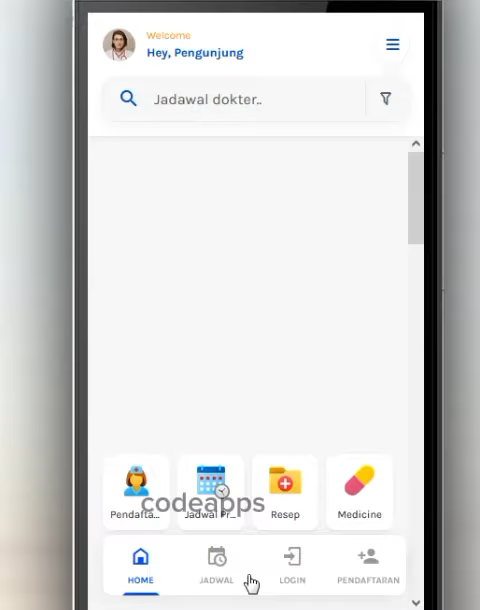 Welcome
Hey, Pengunjung
Jadawal dokter..
Pendafta...
Jadwal Pr...
Resep
Medicine
codeapps
HOME
JADWAL
LOGIN
PENDAFTARAN